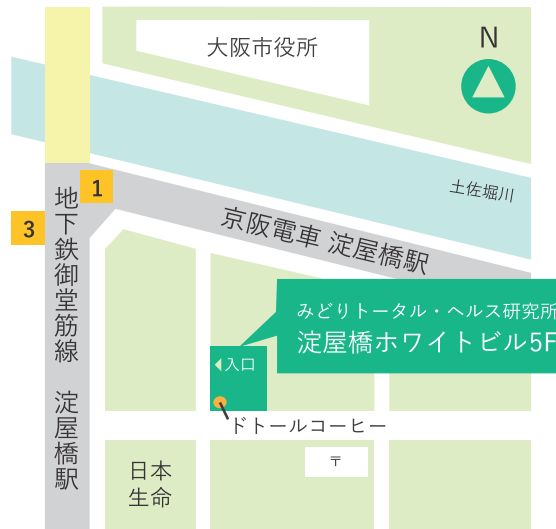 大阪市役所
N
土佐堀川
1
3
地下鉄御堂筋線 淀屋橋駅
京阪電車 淀屋橋駅
みどりトータル・ヘルス研究所
淀屋橋ホワイトビル5F
入口
ドトールコーヒー
〒
日本
生命